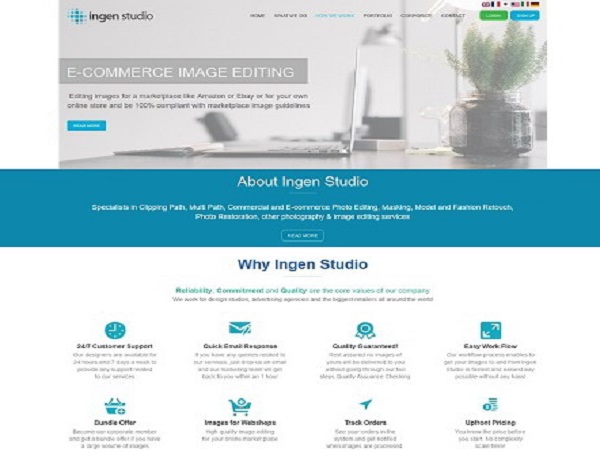 ingen studio
HOME WHAT WE DO HOW WE WORK PORTFOLIO CORPORATE CONTACT LOGIN SIGN UP
E-COMMERCE IMAGE EDITING
Editing images for a marketplace like Amazon or Ebay or for your own
online store and be 100% compliant with marketplace image guidelines
READ MORE
About Ingen Studio
Specialists in Clipping Path, Multi Path, Commercial and E-commerce Photo Editing, Masking, Model and Fashion Retouch,
Photo Restoration, other photography & image editing services
READ MORE
Why Ingen Studio
Reliability, Commitment and Quality are the core values of our company
We work for design studios, advertising agencies and the biggest retailers all around the world
24/7 Customer Support
Our designers are available for
24 hours and 7 days a week to
provide any support related
to our services
Quick Email Response
If you have any queries related to
our services, just drop us an email
and our marketing team will get
back to you within an 1 hour
Quality Guaranteed!
Rest assured no images of
yours will be delivered to you
without going through our five
steps Quality Assurance Checking
Easy Work Flow
Our workflow process enables to
get your images to and from Ingen
Studio is fastest and easiest way
possible without any hassle
Bundle Offer
Become our corporate member
and get a bundle offer if you have
a large volume of images
Images for Webshops
High quality image editing
for your online market place
Track Orders
See your orders in the
system and get notified
when images are processed
Upfront Pricing
You know the price before
you start. No complexity